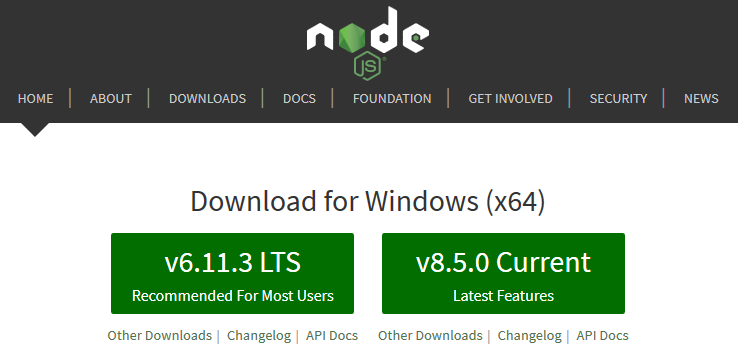 node
JS
HOME | ABOUT | DOWNLOADS | DOCS | FOUNDATION | GET INVOLVED | SECURITY | NEWS
Download for Windows (x64)
v6.11.3 LTS
Recommended For Most Users
v8.5.0 Current
Latest Features
Other Downloads | Changelog | API Docs
Other Downloads | Changelog | API Docs